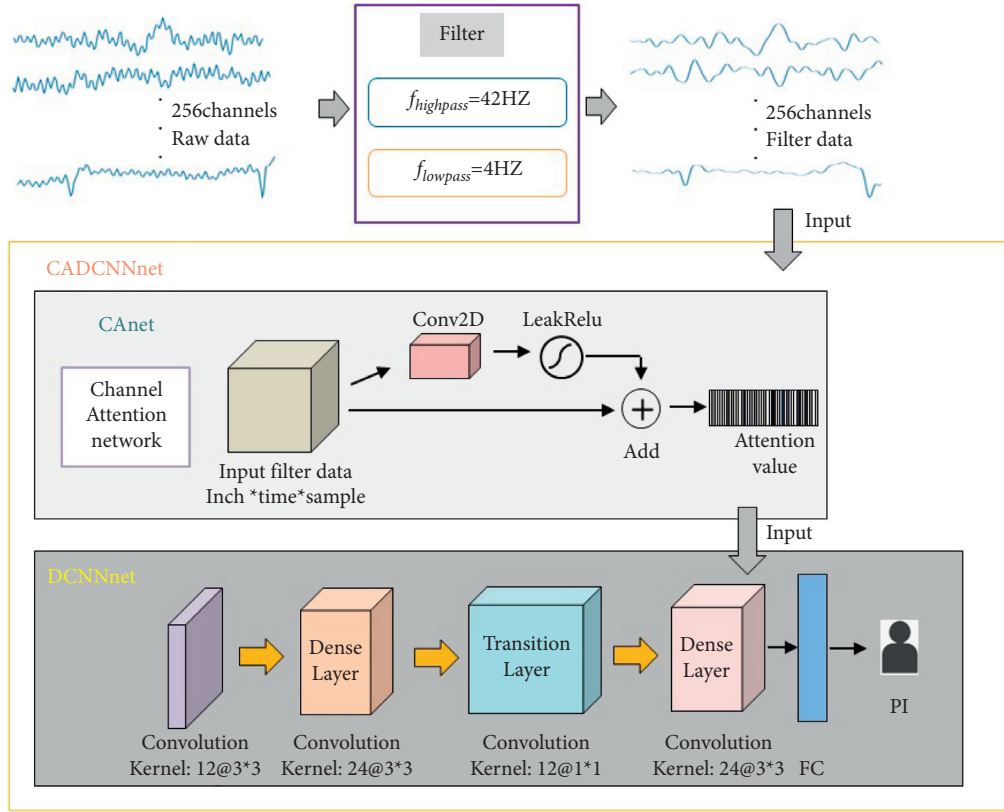 Filter
256channels
Raw data
f_highpass=42HZ
f_lowpass=4HZ
256channels
Filter data
Input
CADCNNnet
CAnet
Channel
Attention
network
Conv2D
LeakRelu
Add
Attention
value
Input filter data
Inch *time*sample
Input
DCNNnet
Dense
Layer
Transition
Layer
Dense
Layer
PI
Convolution
Kernel: 12@3*3
Convolution
Kernel: 24@3*3
Convolution
Kernel: 12@1*1
Convolution
Kernel: 24@3*3
FC